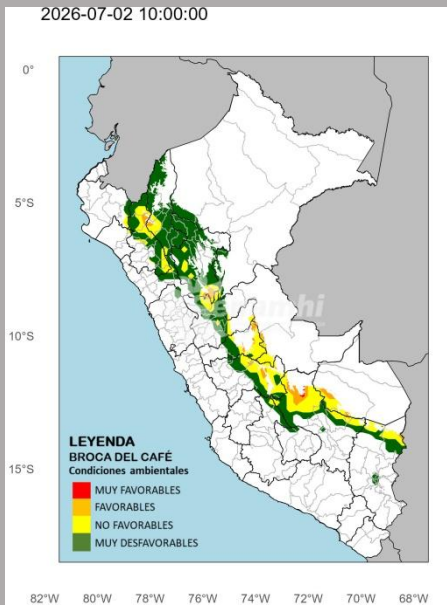 2026-07-02 10:00:00
0°
5°S
10°S
15°S
LEYENDA
BROCA DEL CAFÉ
Condiciones ambientales
MUY FAVORABLES
FAVORABLES
NO FAVORABLES
MUY DESFAVORABLES
82°W 80°W 78°W 76°W 74°W 72°W 70°W 68°W